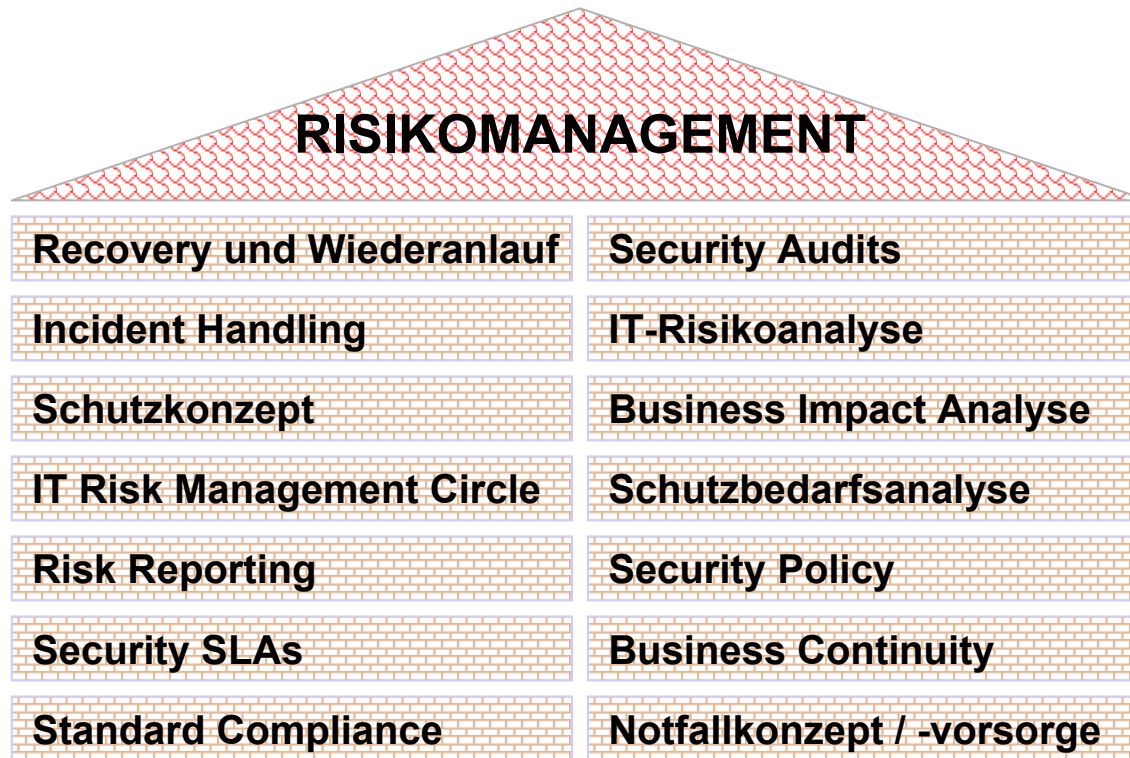 RISIKOMANAGEMENT
Recovery und Wiederanlauf
Security Audits
Incident Handling
IT-Risikoanalyse
Schutzkonzept
Business Impact Analyse
IT Risk Management Circle
Schutzbedarfsanalyse
Risk Reporting
Security Policy
Security SLAs
Business Continuity
Standard Compliance
Notfallkonzept / -vorsorge